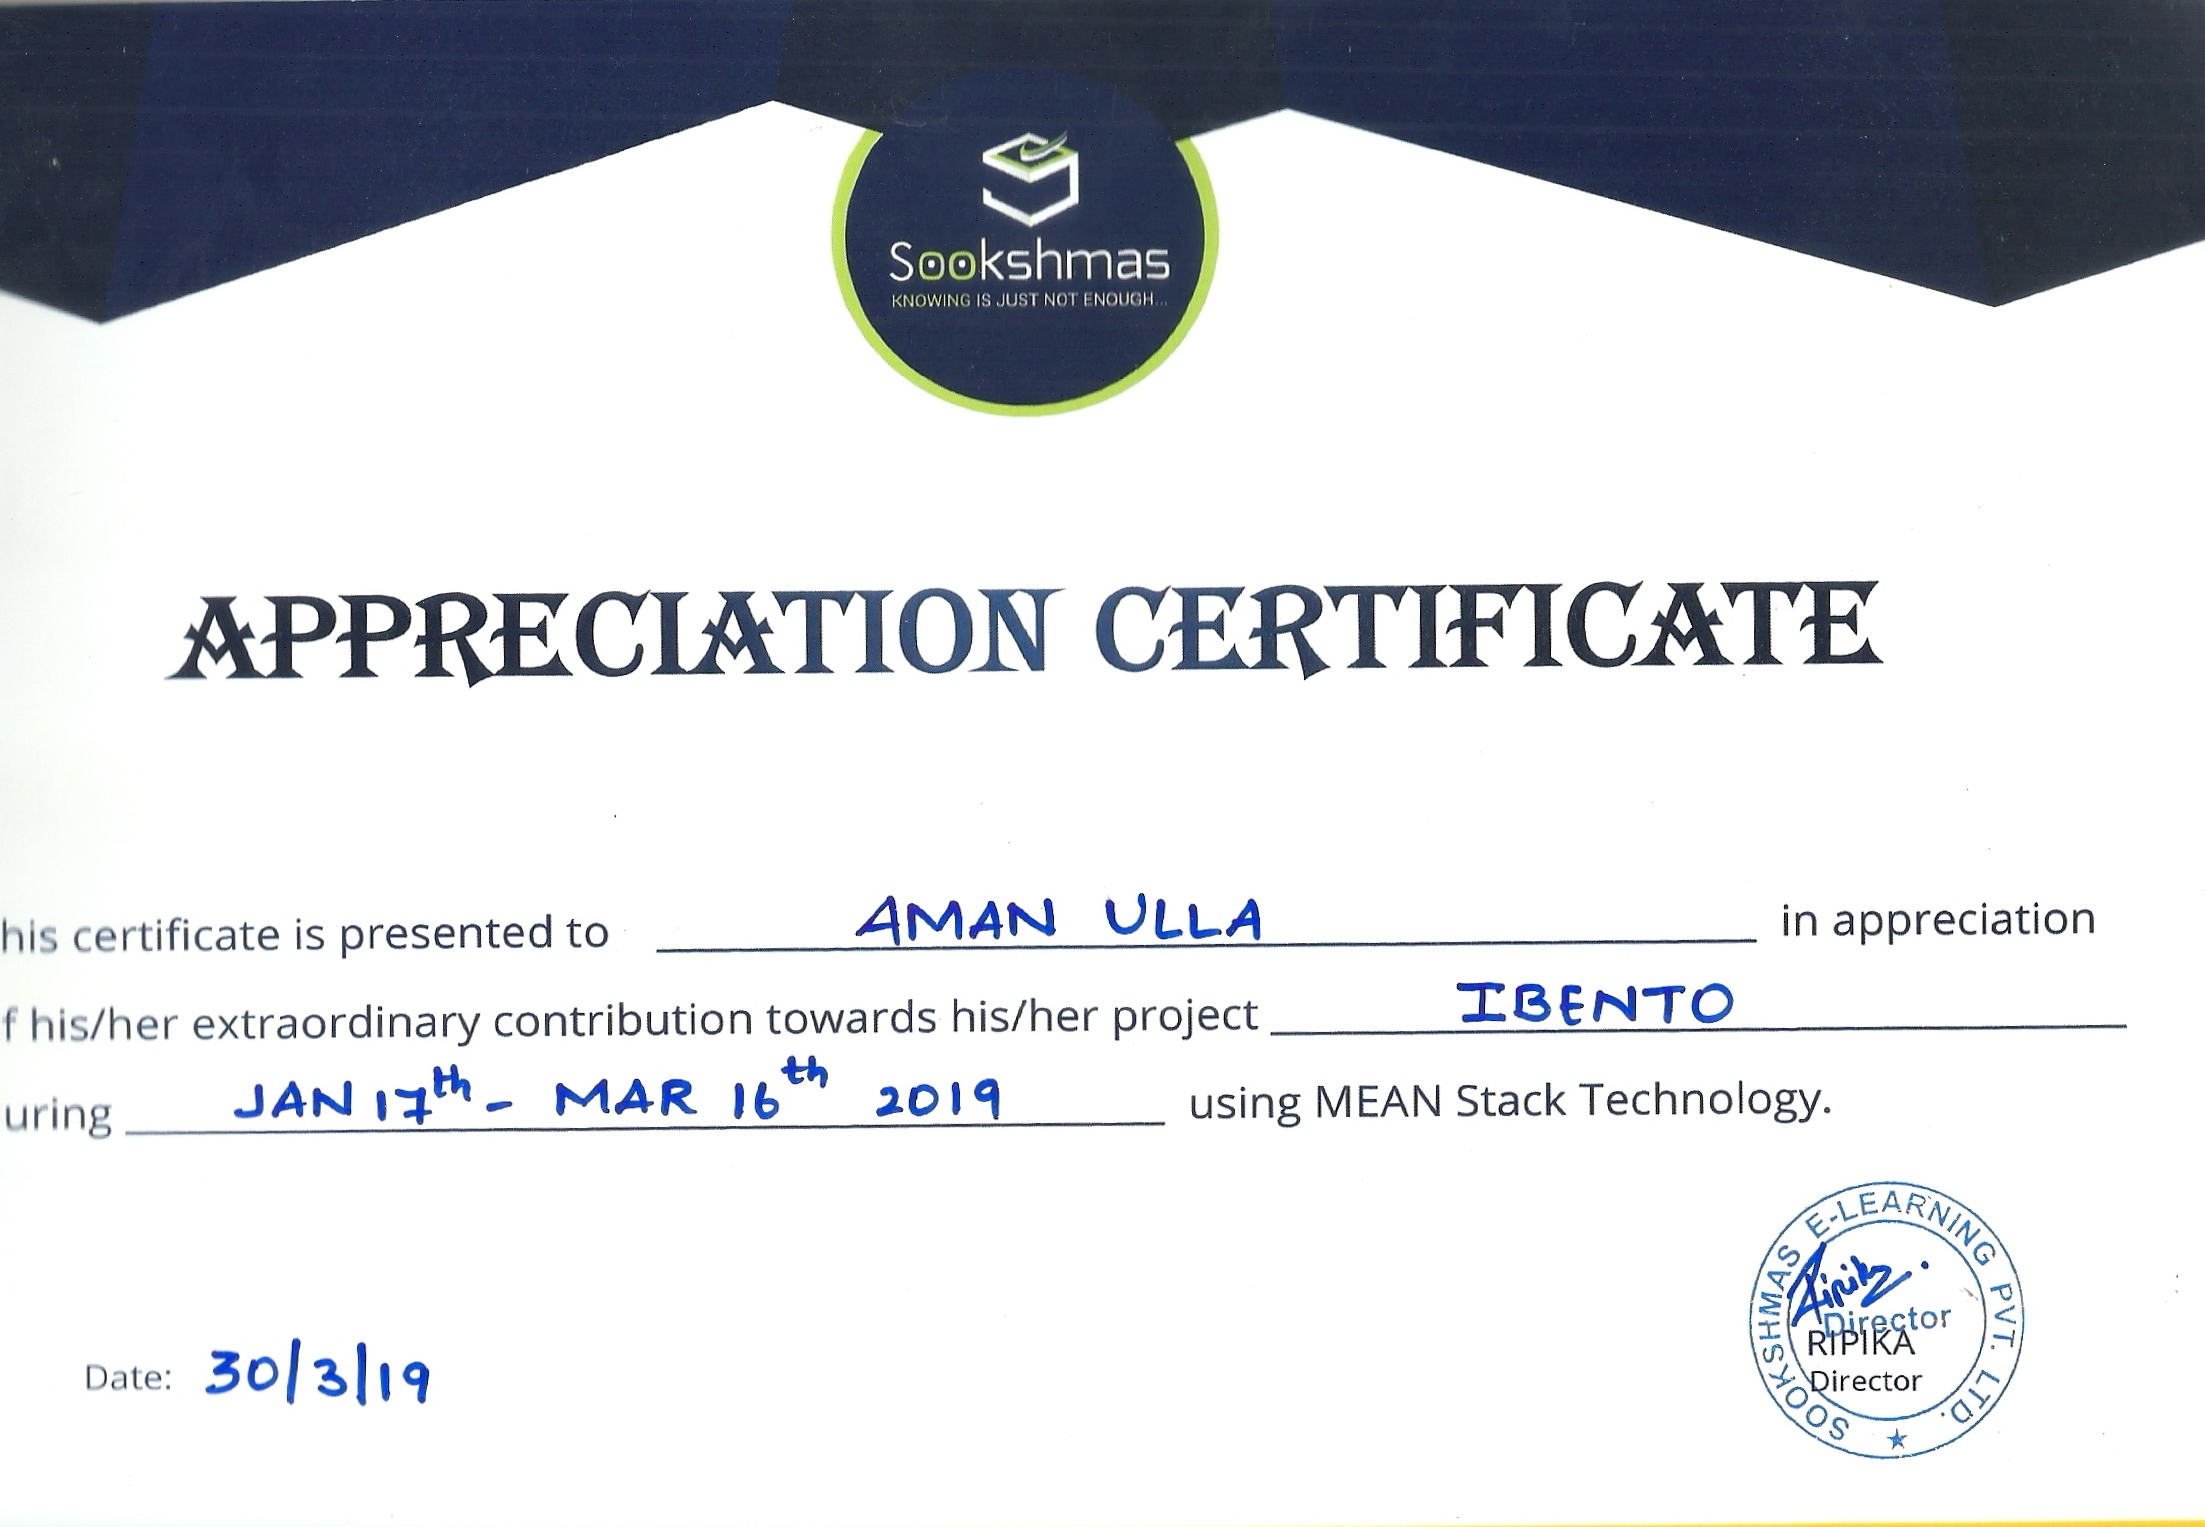 Sookshmas
KNOWING IS JUST NOT ENOUGH...
APPRECIATION CERTIFICATE
his certificate is presented to AMAN ULLA in appreciation
f his/her extraordinary contribution towards his/her project IBENTO
uring JAN 17th - MAR 16th 2019 using MEAN Stack Technology.
SOOKSHMAS E-LEARNING PVT. LTD.
Director
RIPIKA
Director
Date: 30/3/19